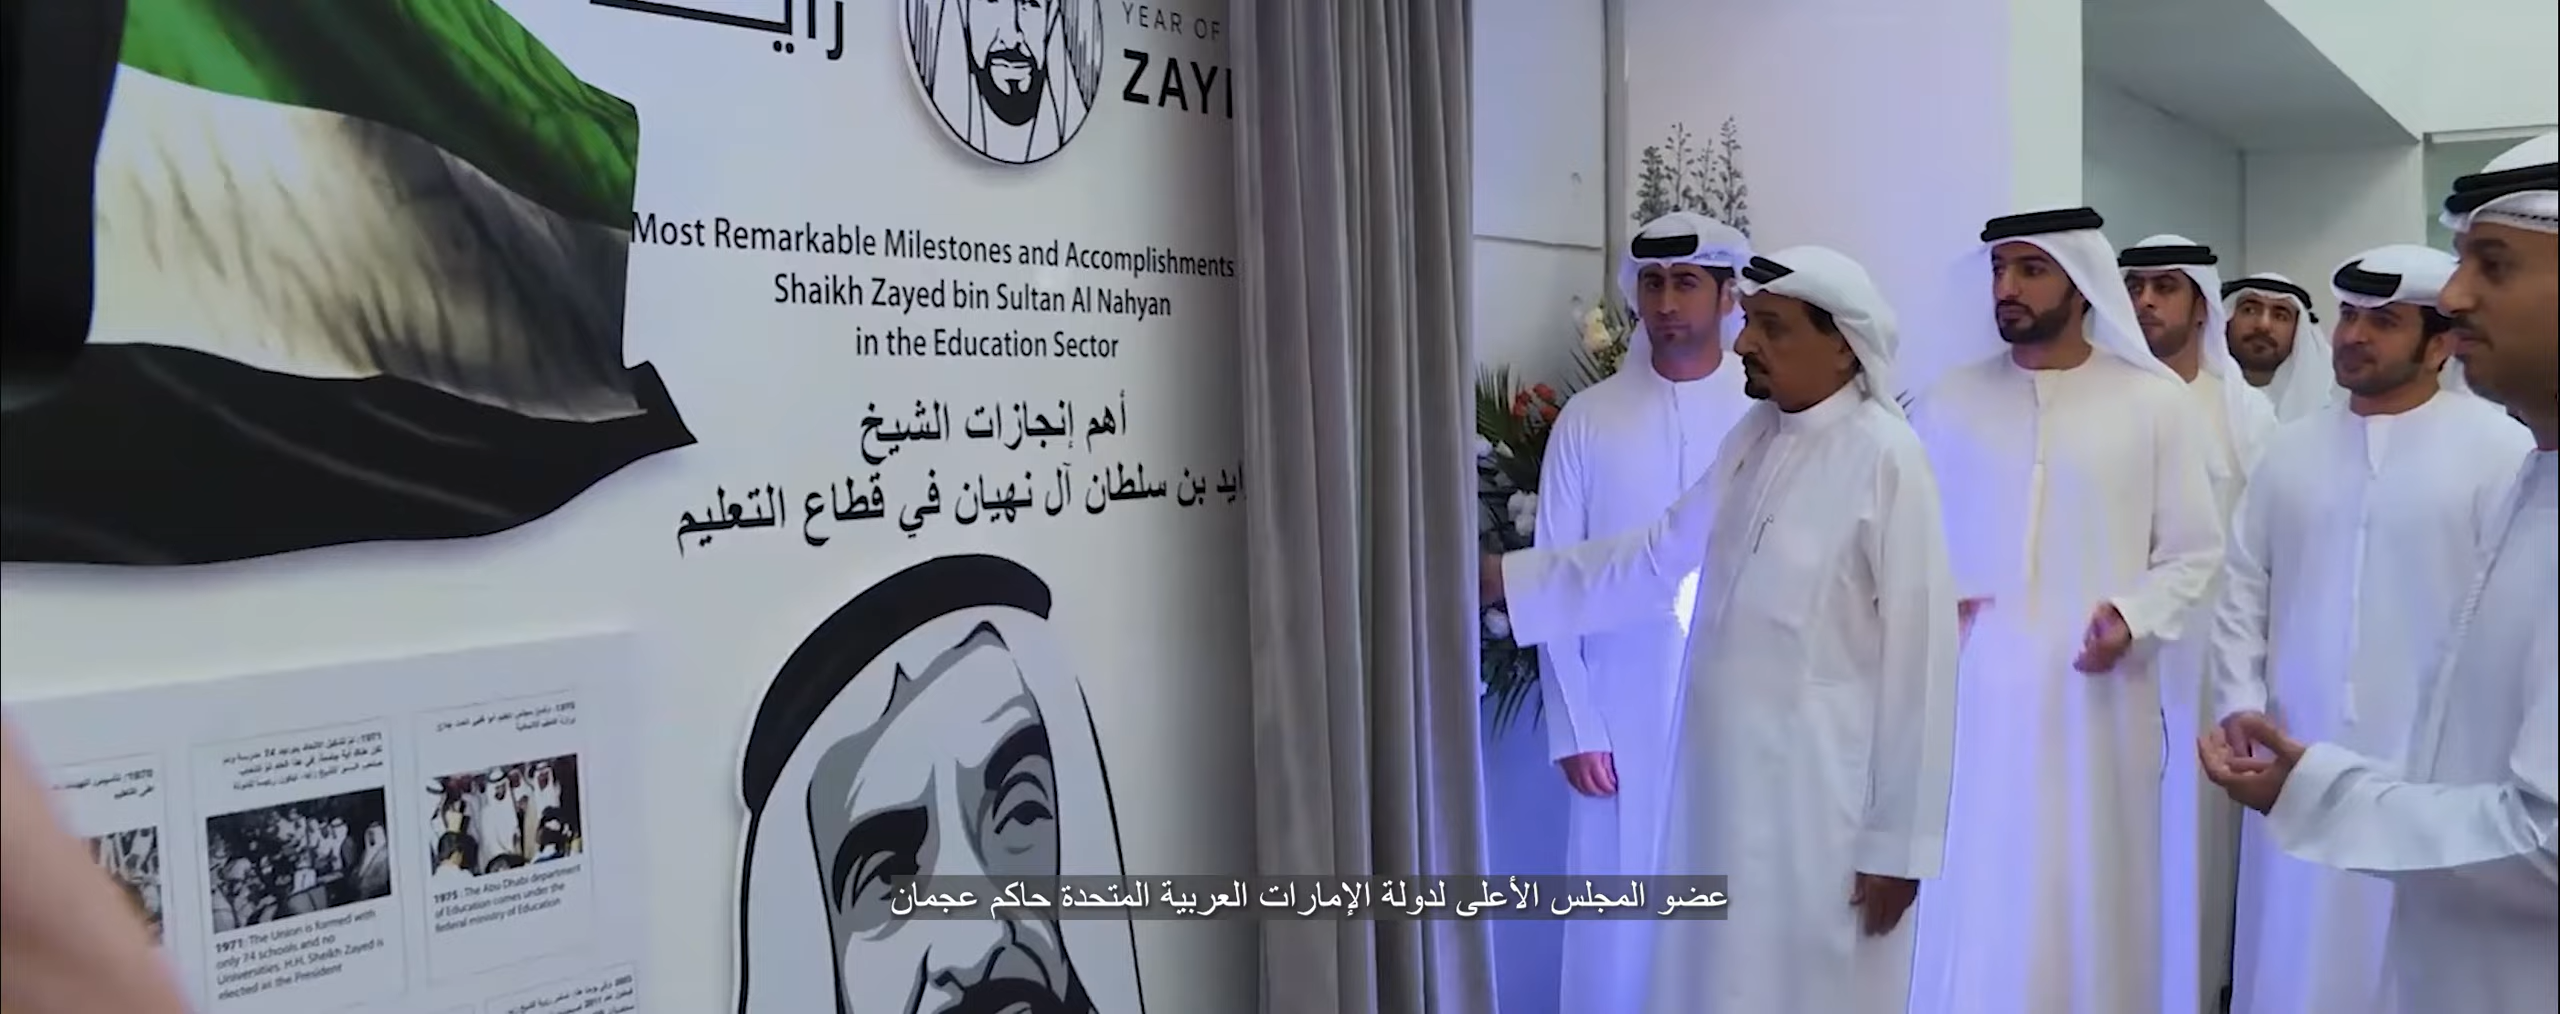 YEAR OF
Most Remarkable Milestones and Accomplishments
Shaikh Zayed bin Sultan Al Nahyan
in the Education Sector
أهم إنجازات الشيخ
بن سلطان آل نهيان في قطاع التعليم
1971: The Union is formed with
only 74 schools and no
Universities. H.H. Sheikh Zayed is
elected as the President
1975: The Abu Dhabi department
of Education comes under the
federal ministry of Education
عضو المجلس الأعلى لدولة الإمارات العربية المتحدة حاكم عجمان